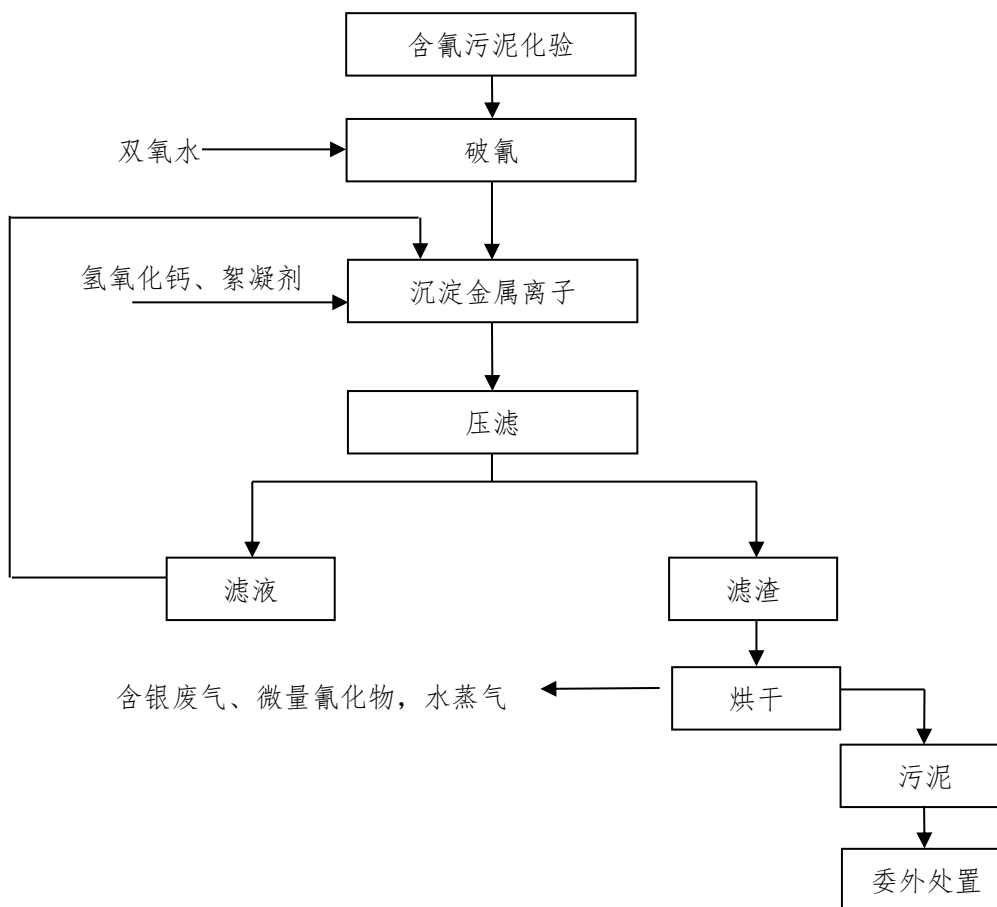 含氰污泥化验
双氧水
破氰
氢氧化钙、絮凝剂
沉淀金属离子
压滤
滤液
滤渣
含银废气、微量氰化物，水蒸气
烘干
污泥
委外处置